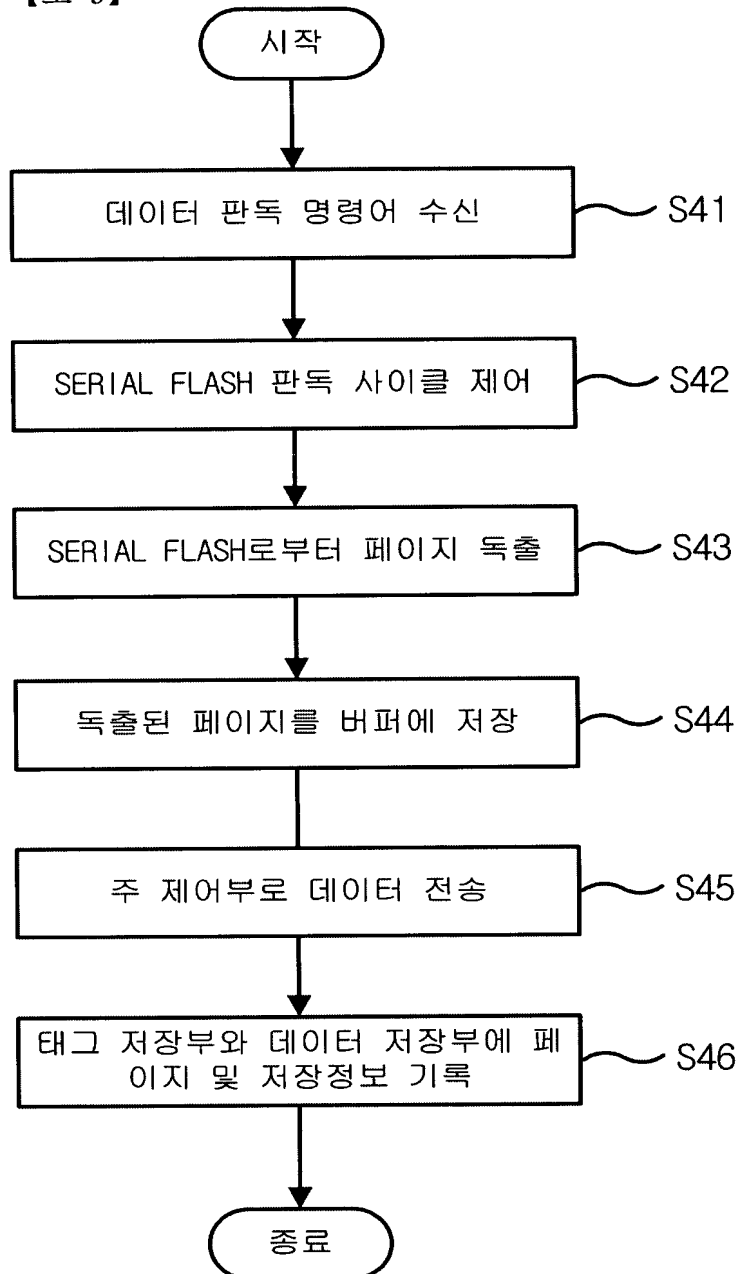 시작
데이터 판독 명령어 수신
S41
SERIAL FLASH 판독 사이클 제어
S42
SERIAL FLASH로부터 페이지 독출
S43
독출된 페이지를 버퍼에 저장
S44
주 제어부로 데이터 전송
S45
태그 저장부와 데이터 저장부에 페
이지 및 저장정보 기록
S46
종료